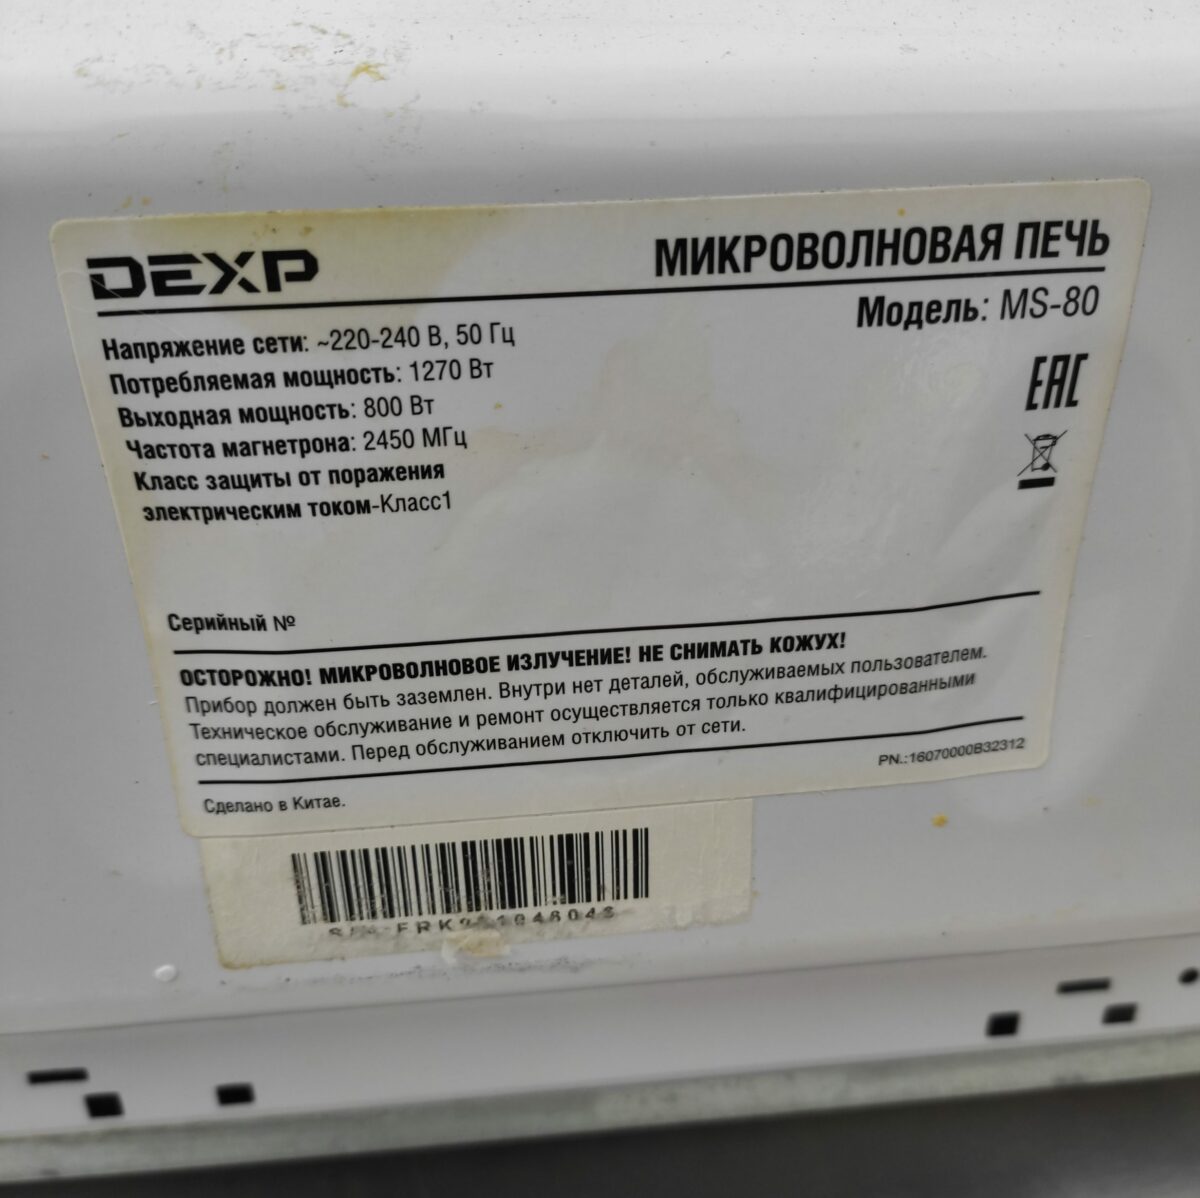 DEXP
МИКРОВОЛНОВАЯ ПЕЧЬ
Модель: MS-80
Напряжение сети: ~220-240 В, 50 Гц
Потребляемая мощность: 1270 Вт
Выходная мощность: 800 Вт
Частота магнетрона: 2450 МГц
Класс защиты от поражения
электрическим током-Класс1
EAC
Серийный №
ОСТОРОЖНО! МИКРОВОЛНОВОЕ ИЗЛУЧЕНИЕ! НЕ СНИМАТЬ КОЖУХ!
Прибор должен быть заземлен. Внутри нет деталей, обслуживаемых пользователем.
Техническое обслуживание и ремонт осуществляется только квалифицированными
специалистами. Перед обслуживанием отключить от сети.
PN.:16070000B32312
Сделано в Китае.